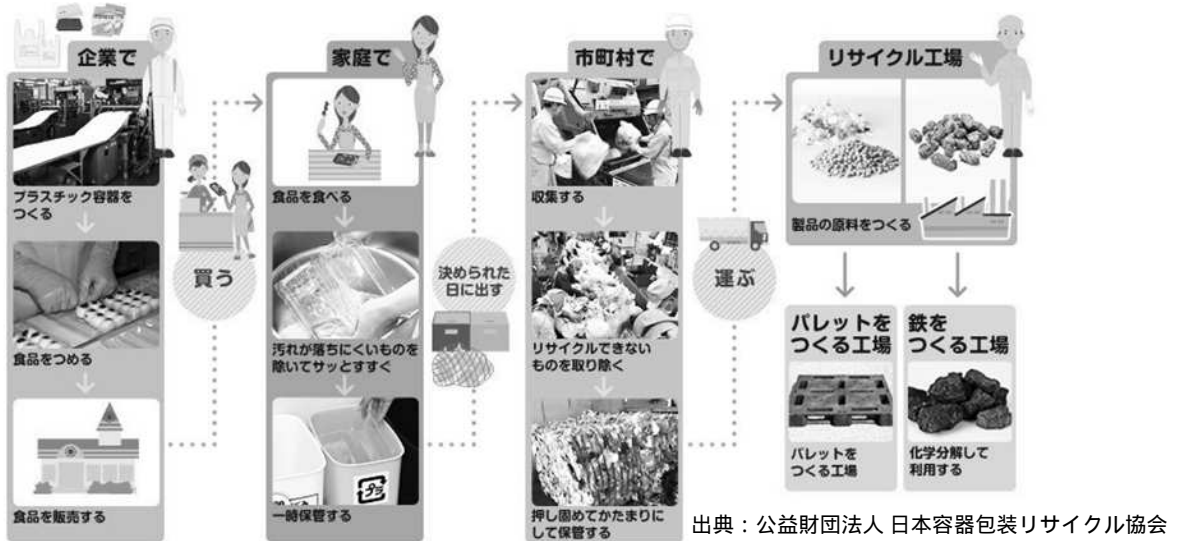 企業で
プラスチック容器を
つくる
食品をつめる
食品を販売する
買う
家庭で
食品を食べる
汚れが落ちにくいものを
除いてサッとすすぐ
プラ
一時保管する
決められた
日に出す
市町村で
収集する
リサイクルできない
ものを取り除く
押し固めてかたまりに
して保管する
運ぶ
リサイクル工場
製品の原料をつくる
パレットを
つくる工場
パレットを
つくる工場
鉄を
つくる工場
化学分解して
利用する
出典：公益財団法人 日本容器包装リサイクル協会